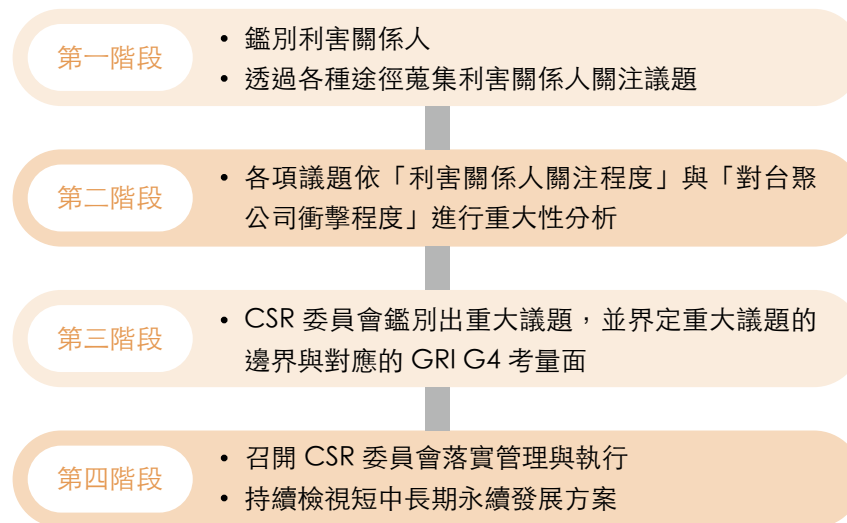 第一階段
• 鑑別利害關係人
• 透過各種途徑蒐集利害關係人關注議題
第二階段
• 各項議題依「利害關係人關注程度」與「對台聚
公司衝擊程度」進行重大性分析
第三階段
• CSR 委員會鑑別出重大議題，並界定重大議題的
邊界與對應的 GRI G4 考量面
第四階段
• 召開 CSR 委員會落實管理與執行
• 持續檢視短中長期永續發展方案